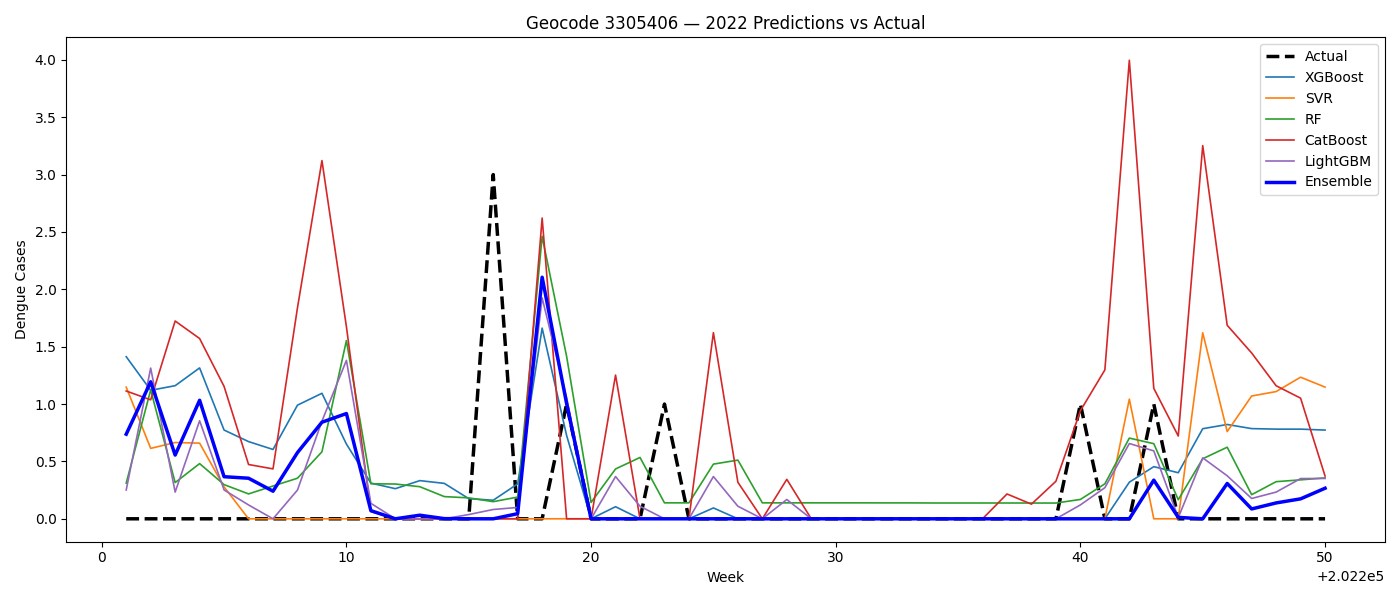 Geocode 3305406 — 2022 Predictions vs Actual
Dengue Cases
4.0
3.5
3.0
2.5
2.0
1.5
1.0
0.5
0.0
Actual
XGBoost
SVR
RF
CatBoost
LightGBM
Ensemble
0 10 20 30 40 50
+2.022e5
Week